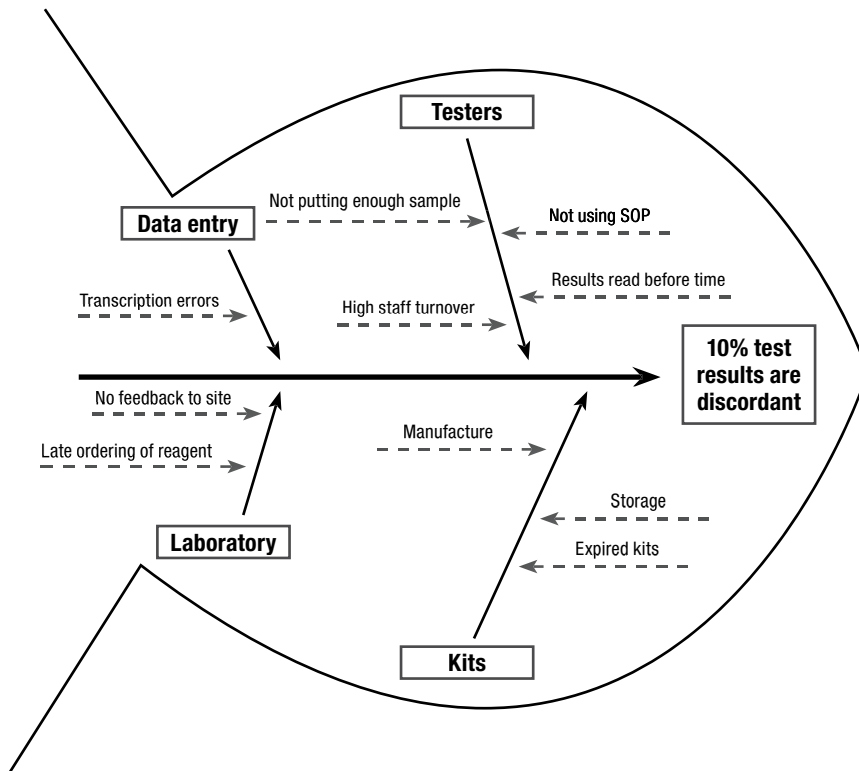 Testers
Not putting enough sample
Data entry
Not using SOP
Results read before time
Transcription errors
High staff turnover
10% test
results are
discordant
No feedback to site
Manufacture
Late ordering of reagent
Storage
Laboratory
Expired kits
Kits